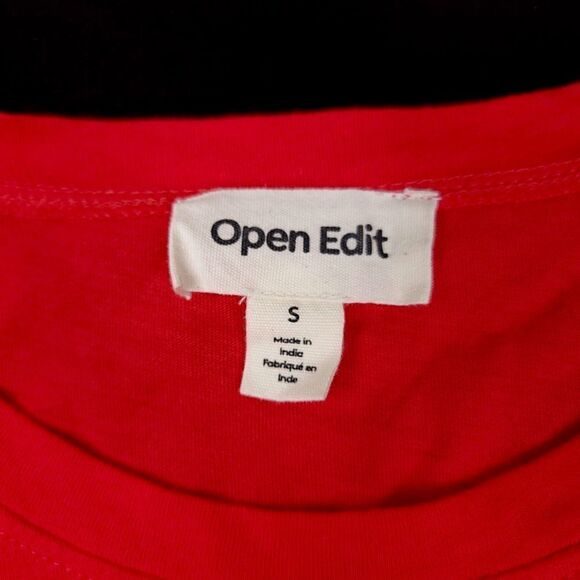 Open Edit
S
Made in
India
Fabriqué en
Inde